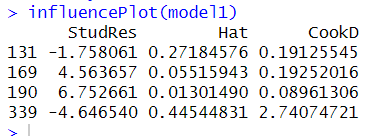 > influencePlot(model1)
StudRes Hat CookD
131 -1.758061 0.27184576 0.19125545
169 4.563657 0.05515943 0.19252016
190 6.752661 0.01301490 0.08961306
339 -4.646540 0.44544831 2.74074721
>